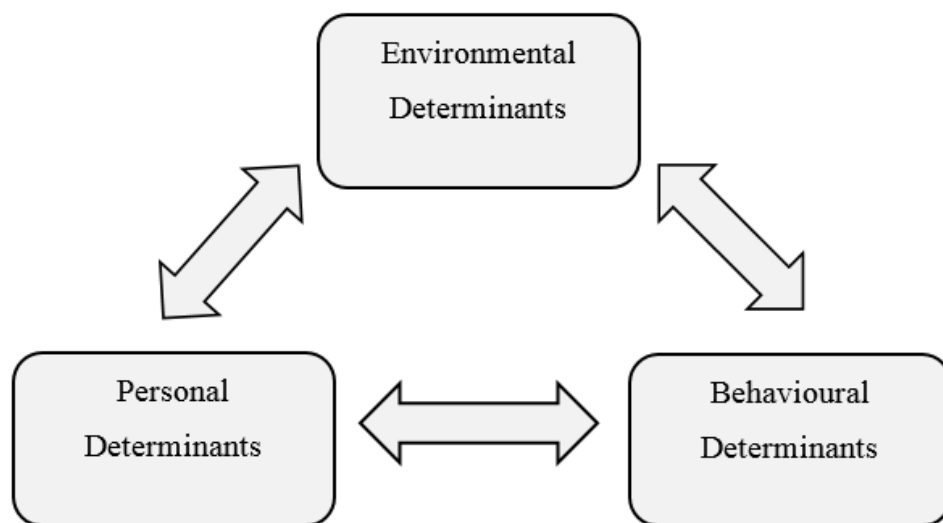 Environmental
Determinants
Personal
Determinants
Behavioural
Determinants